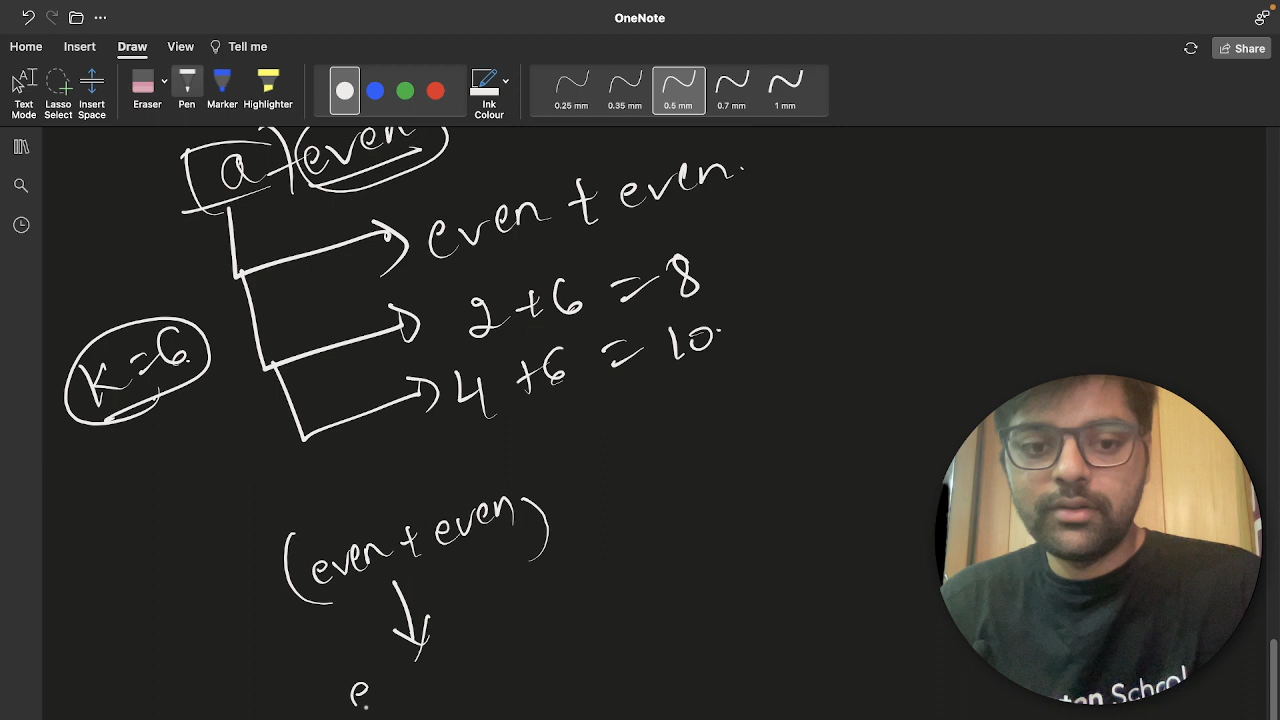 OneNote
Home Insert Draw View Tell me
Share
Text Mode
Lasso Select
Insert Space
Eraser
Pen
Marker
Highlighter
Ink Colour
0.25 mm
0.35 mm
0.5 mm
0.7 mm
1 mm
a + even
even + even.
2 + 6 = 8
K = 6
4 + 6 = 10
(even + even)
e
School